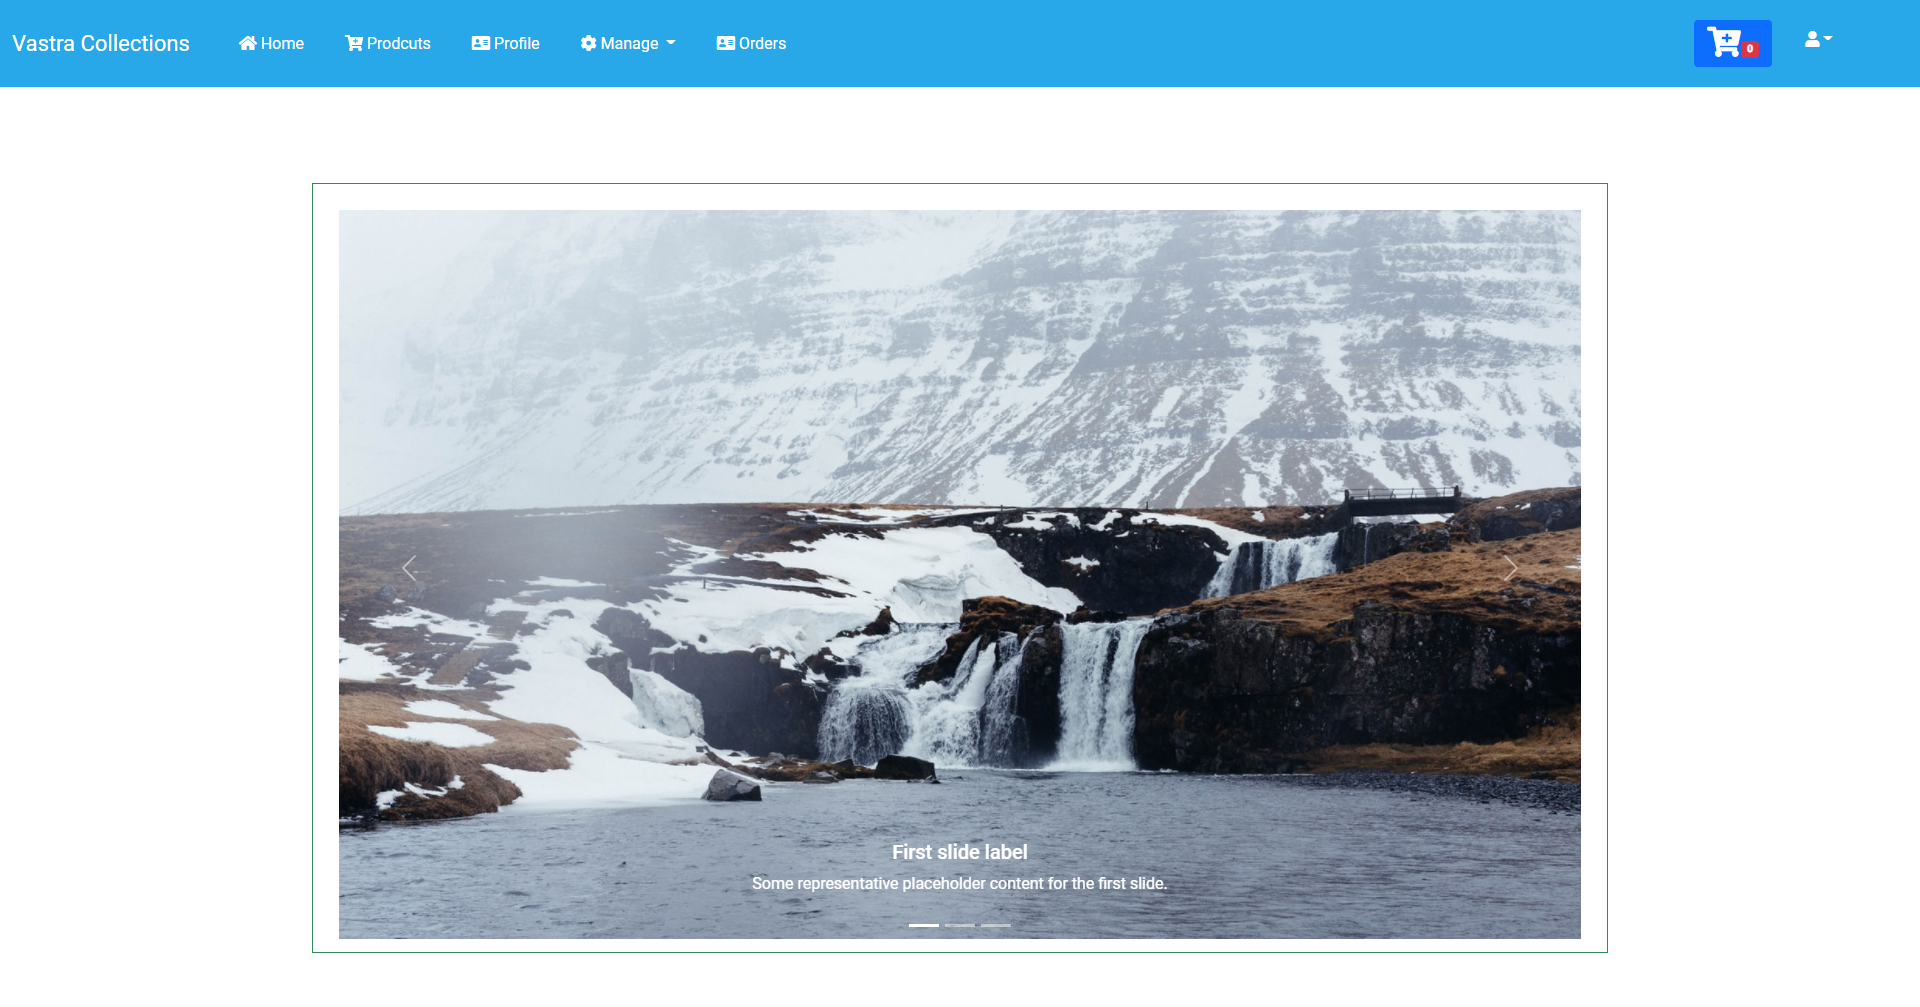 Vastra Collections
Home
Prodcuts
Profile
Manage
Orders
0
First slide label
Some representative placeholder content for the first slide.